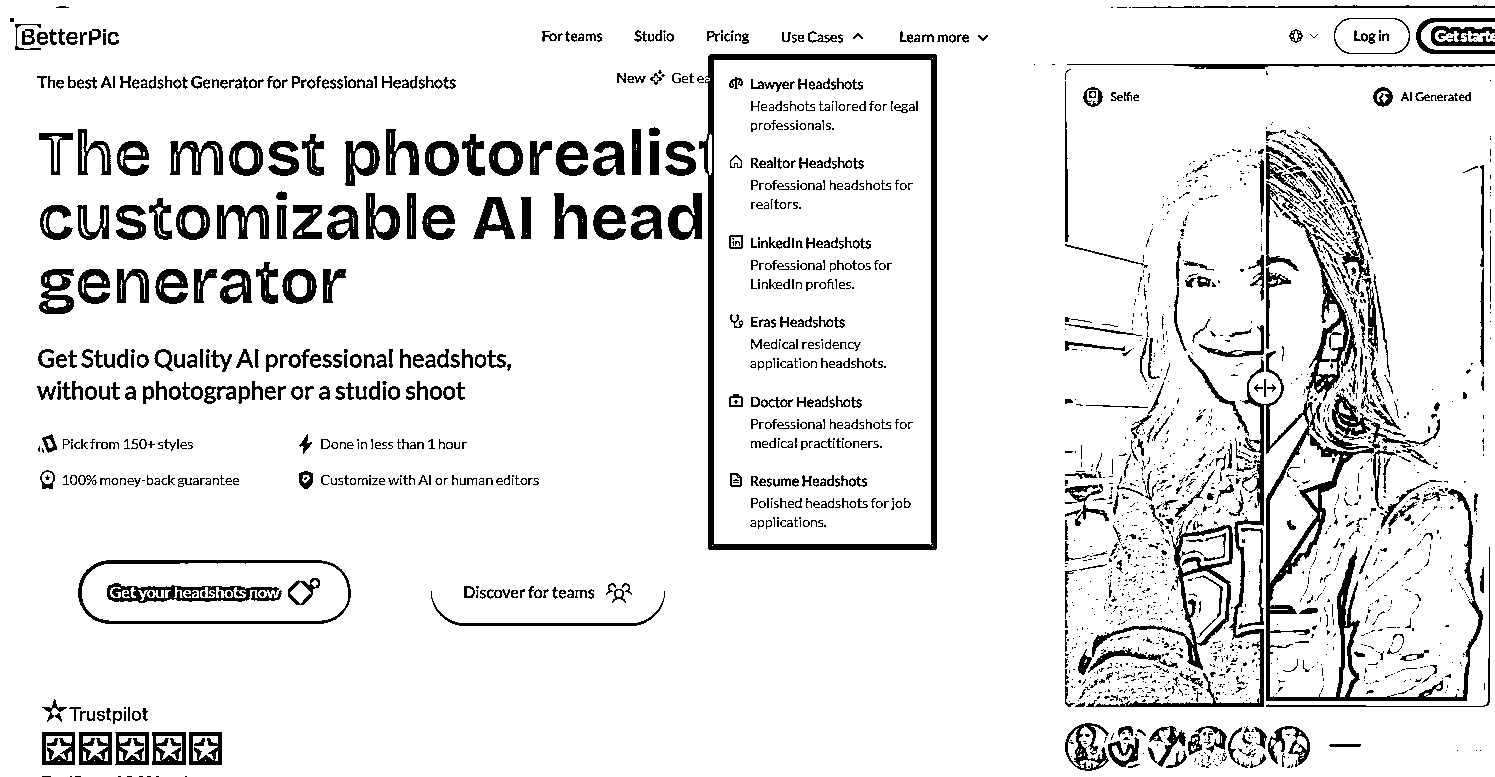 BetterPic
For teams
Studio
Pricing
Use Cases
Learn more
Log in
Get starte
The best AI Headshot Generator for Professional Headshots
New
Get ea
The most photorealist
customizable AI head
generator
Get Studio Quality AI professional headshots,
without a photographer or a studio shoot
Pick from 150+ styles
Done in less than 1 hour
100% money-back guarantee
Customize with AI or human editors
Get your headshots now
Discover for teams
Trustpilot
Lawyer Headshots
Headshots tailored for legal
professionals.
Realtor Headshots
Professional headshots for
realtors.
LinkedIn Headshots
Professional photos for
LinkedIn profiles.
Eras Headshots
Medical residency
application headshots.
Doctor Headshots
Professional headshots for
medical practitioners.
Resume Headshots
Polished headshots for job
applications.
Selfie
AI Generated